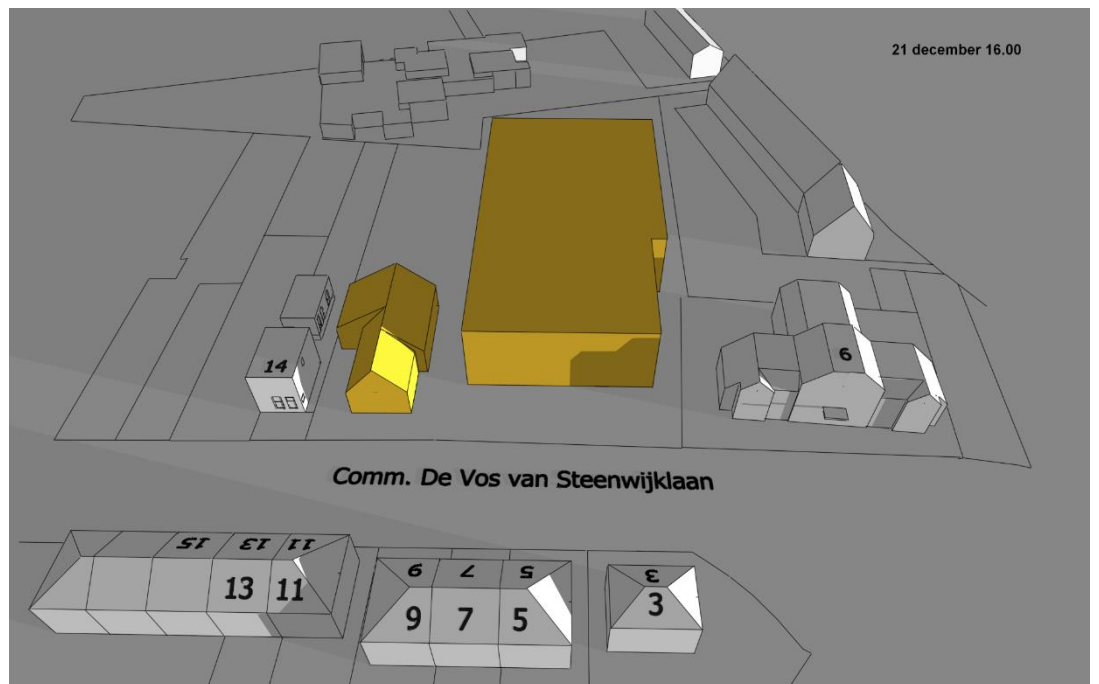 21 december 16.00
14
6
Comm. De Vos van Steenwijklaan
15 13 11
13 11
9 7 5
9 7 5
3
3